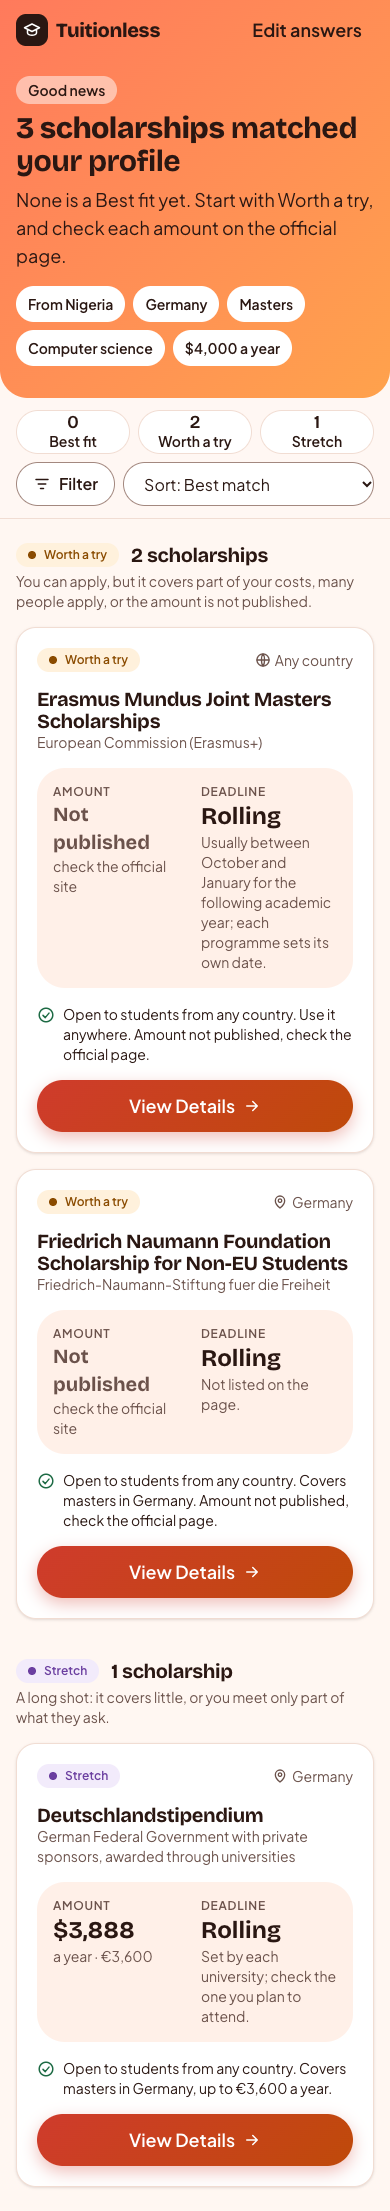 Tuitionless
Edit answers
Good news
3 scholarships matched
your profile
None is a Best fit yet. Start with Worth a try,
and check each amount on the official
page.
From Nigeria
Germany
Masters
Computer science
$4,000 a year
0
Best fit
2
Worth a try
1
Stretch
Filter
Sort: Best match
Worth a try
2 scholarships
You can apply, but it covers part of your costs, many
people apply, or the amount is not published.
Worth a try
Any country
Erasmus Mundus Joint Masters
Scholarships
European Commission (Erasmus+)
AMOUNT
Not
published
check the official
site
DEADLINE
Rolling
Usually between
October and
January for the
following academic
year; each
programme sets its
own date.
Open to students from any country. Use it
anywhere. Amount not published, check the
official page.
View Details
Worth a try
Germany
Friedrich Naumann Foundation
Scholarship for Non-EU Students
Friedrich-Naumann-Stiftung fuer die Freiheit
AMOUNT
Not
published
check the official
site
DEADLINE
Rolling
Not listed on the
page.
Open to students from any country. Covers
masters in Germany. Amount not published,
check the official page.
View Details
Stretch
1 scholarship
A long shot: it covers little, or you meet only part of
what they ask.
Stretch
Germany
Deutschlandstipendium
German Federal Government with private
sponsors, awarded through universities
AMOUNT
$3,888
a year · €3,600
DEADLINE
Rolling
Set by each
university; check the
one you plan to
attend.
Open to students from any country. Covers
masters in Germany, up to €3,600 a year.
View Details